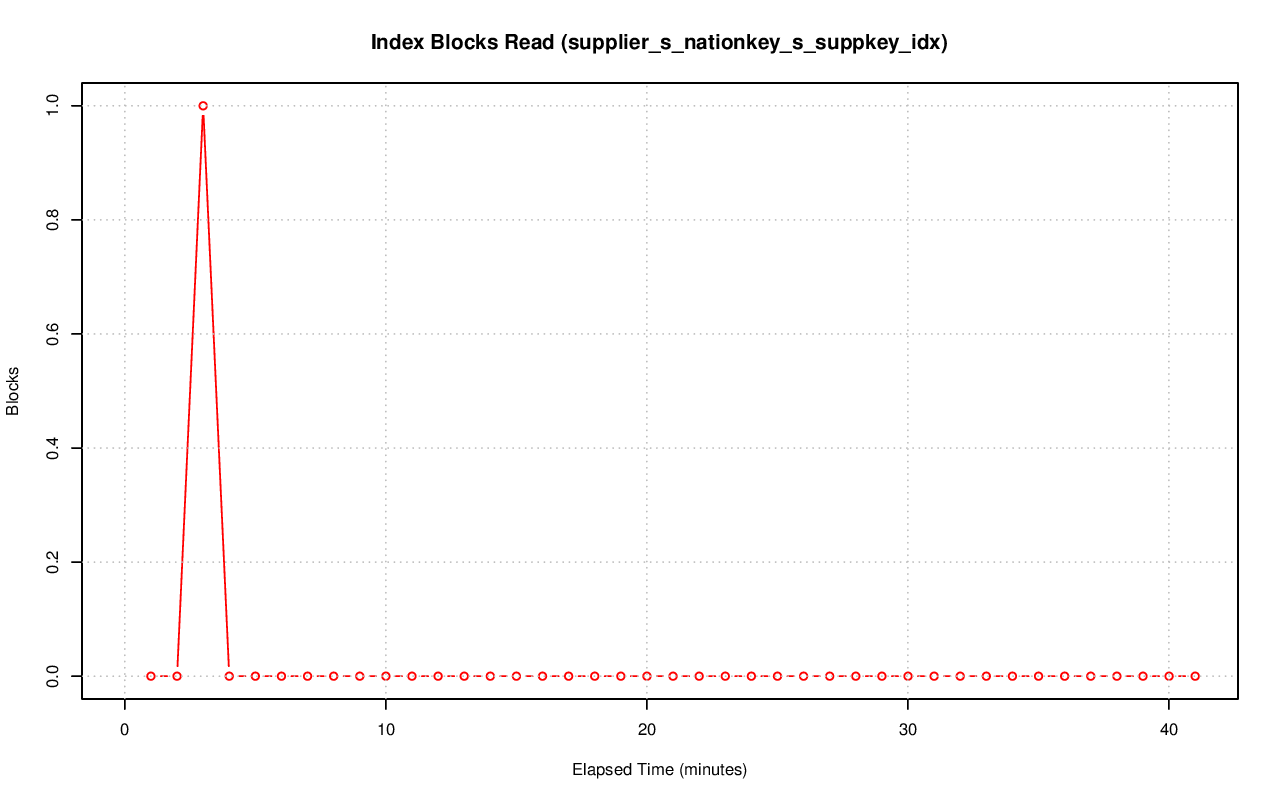 Index Blocks Read (supplier_s_nationkey_s_suppkey_idx)
Blocks
1.0
0.8
0.6
0.4
0.2
0.0
0 10 20 30 40
Elapsed Time (minutes)